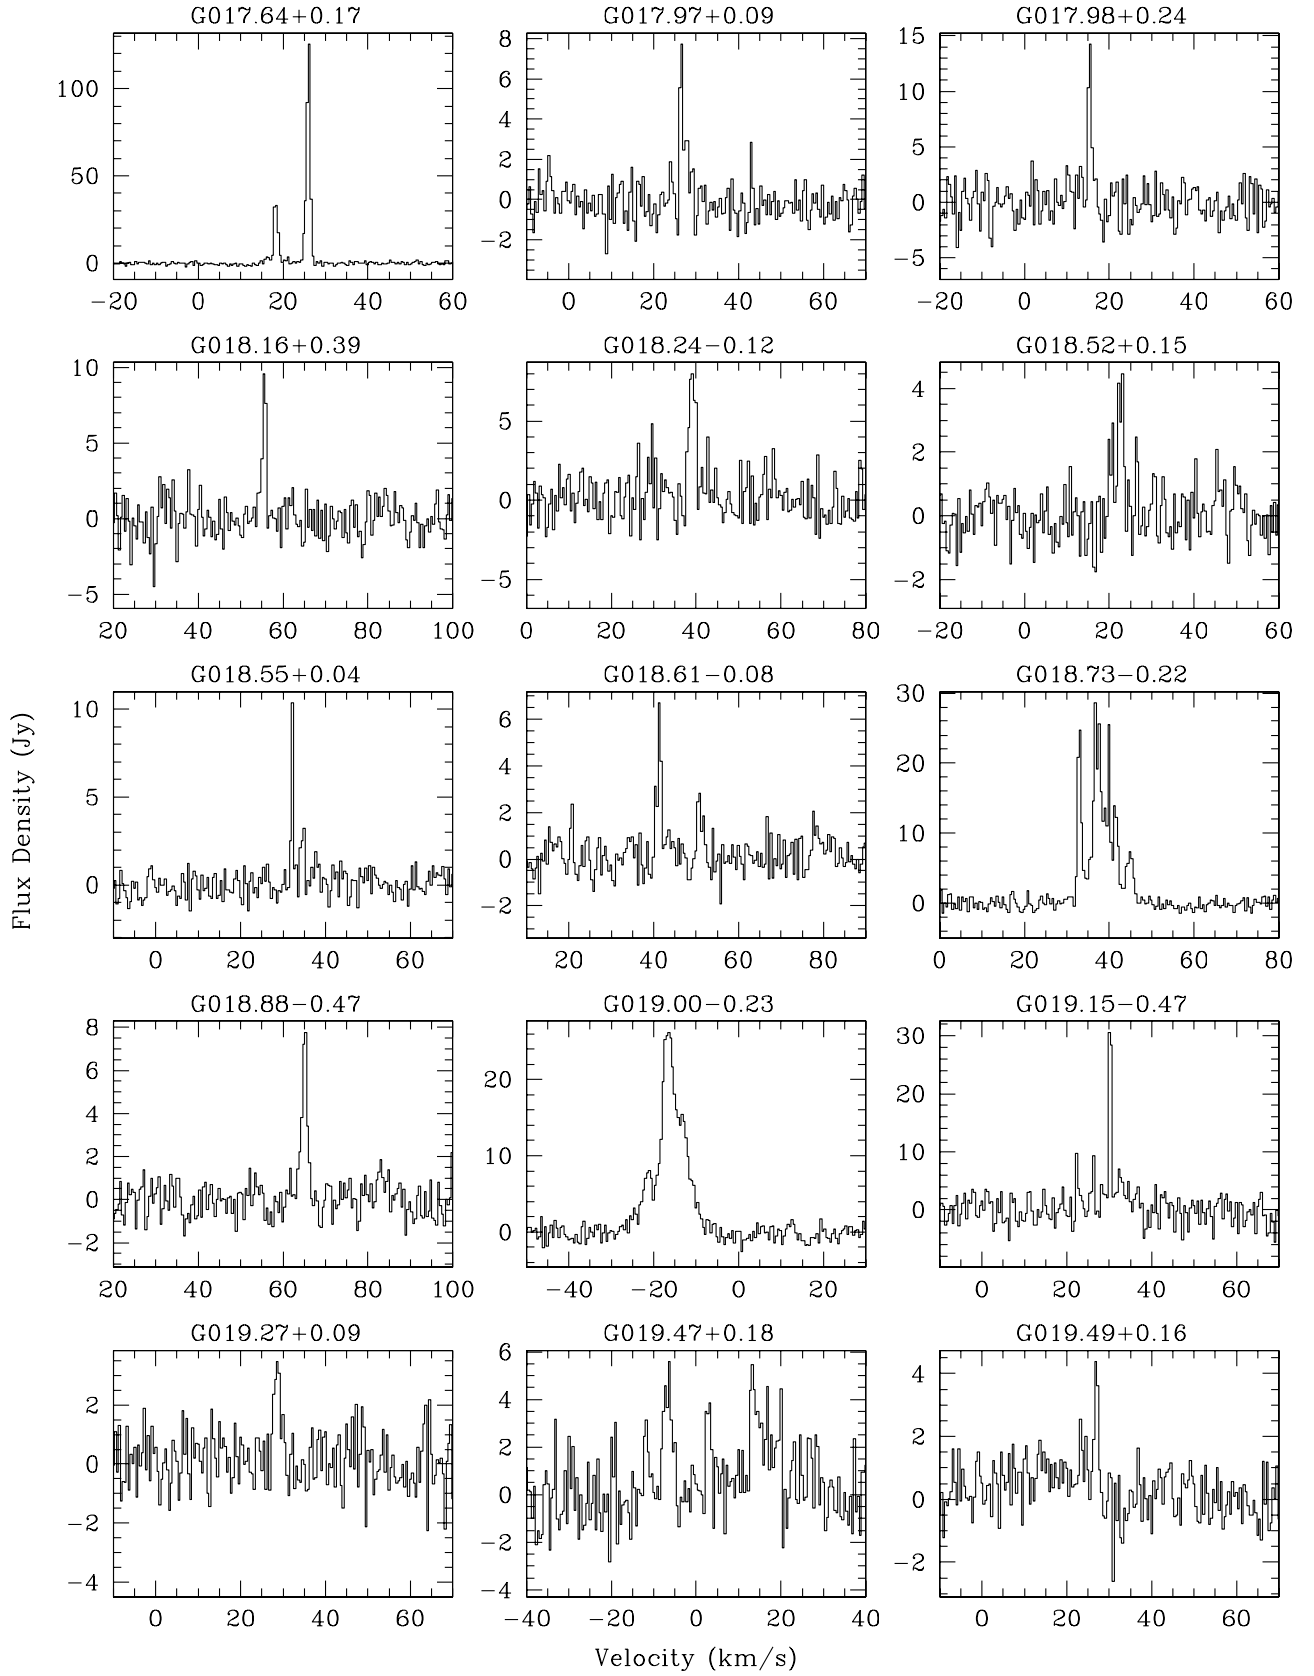 G017.64+0.17 G017.97+0.09 G017.98+0.24
100 50 0
8 6 4 2 0 −2
15 10 5 0 −5
−20 0 20 40 60 0 20 40 60 −20 0 20 40 60
G018.16+0.39 G018.24−0.12 G018.52+0.15
10 5 0 −5
5 0 −5
4 2 0 −2
20 40 60 80 100 0 20 40 60 80 −20 0 20 40 60
G018.55+0.04 G018.61−0.08 G018.73−0.22
10 5 0
6 4 2 0 −2
30 20 10 0
0 20 40 60 20 40 60 80 0 20 40 60 80
Flux Density (Jy)
G018.88−0.47 G019.00−0.23 G019.15−0.47
8 6 4 2 0 −2
20 10 0
30 20 10 0
20 40 60 80 100 −40 −20 0 20 0 20 40 60
G019.27+0.09 G019.47+0.18 G019.49+0.16
2 0 −2 −4
6 4 2 0 −2 −4
4 2 0 −2
0 20 40 60 −40 −20 0 20 40 0 20 40 60
Velocity (km/s)